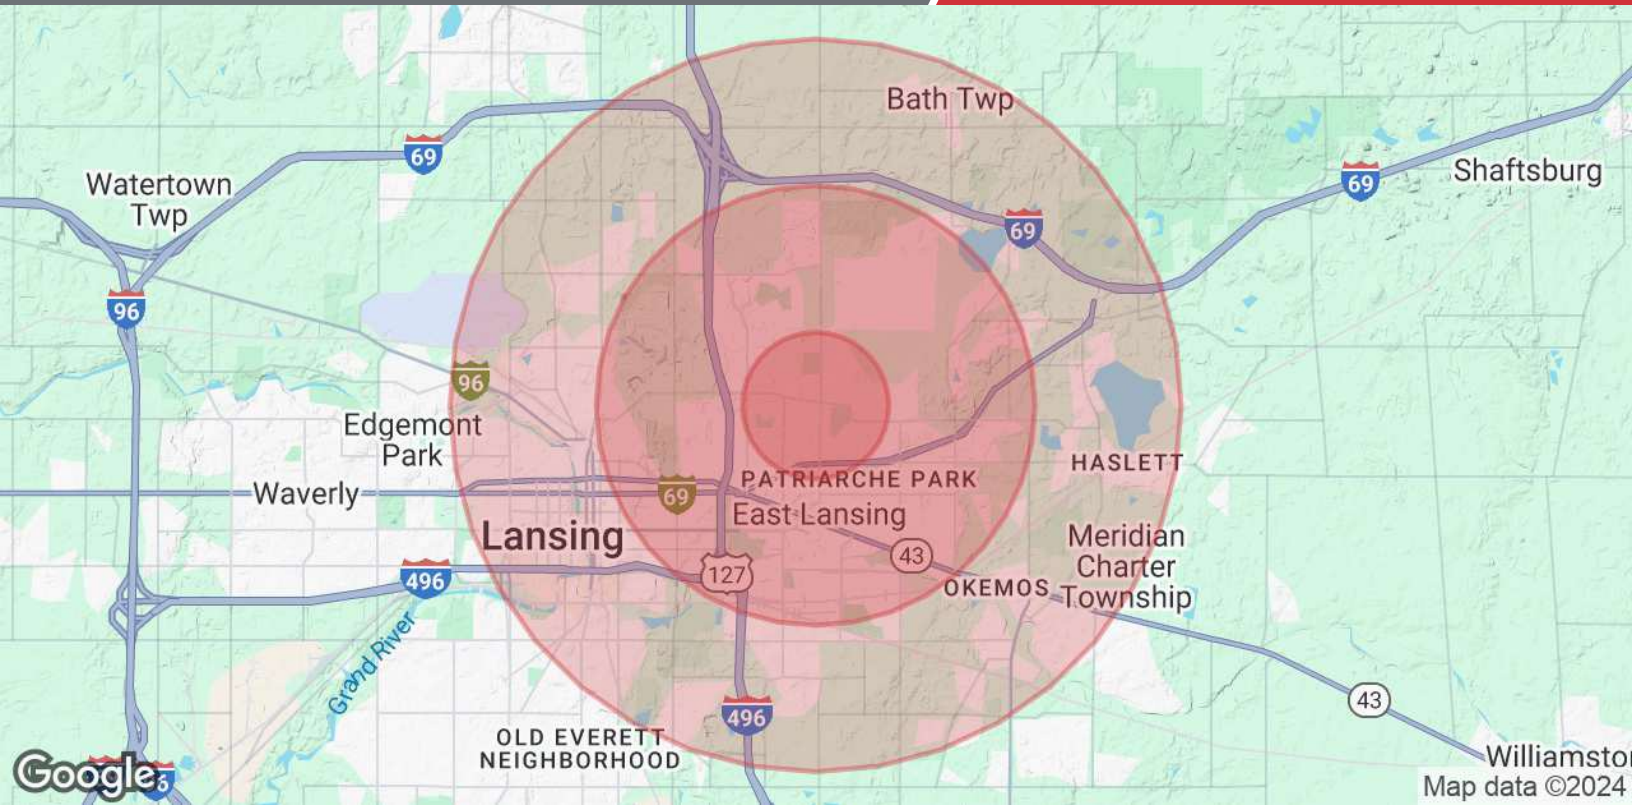 Bath Twp
69
Watertown
Twp
69
Shaftsburg
69
96
96
Edgemont
Park
HASLETT
PATRIARCHE PARK
Waverly
69
East Lansing
Lansing
43
Meridian
Charter
Township
127
496
OKEMOS
Grand River
43
496
OLD EVERETT
NEIGHBORHOOD
Google
6
Williamston
Map data ©2024